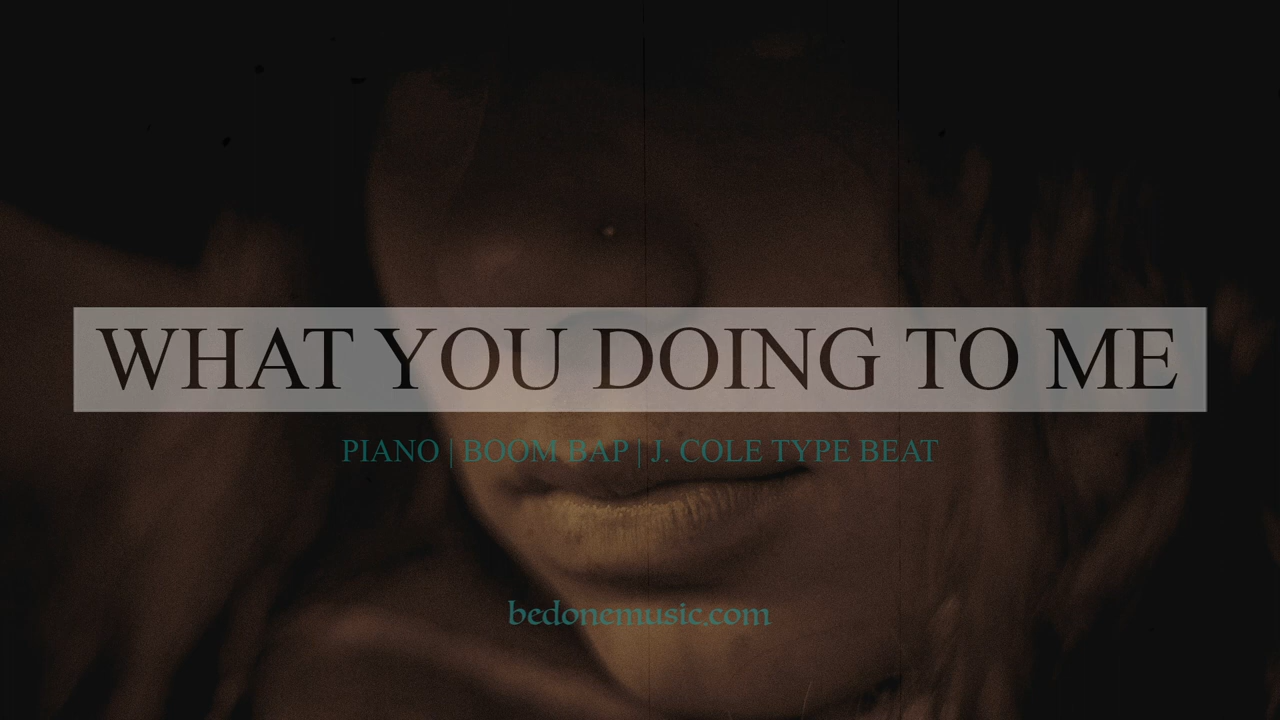 WHAT YOU DOING TO ME
PIANO | BOOM BAP | J. COLE TYPE BEAT
bedonemusic.com